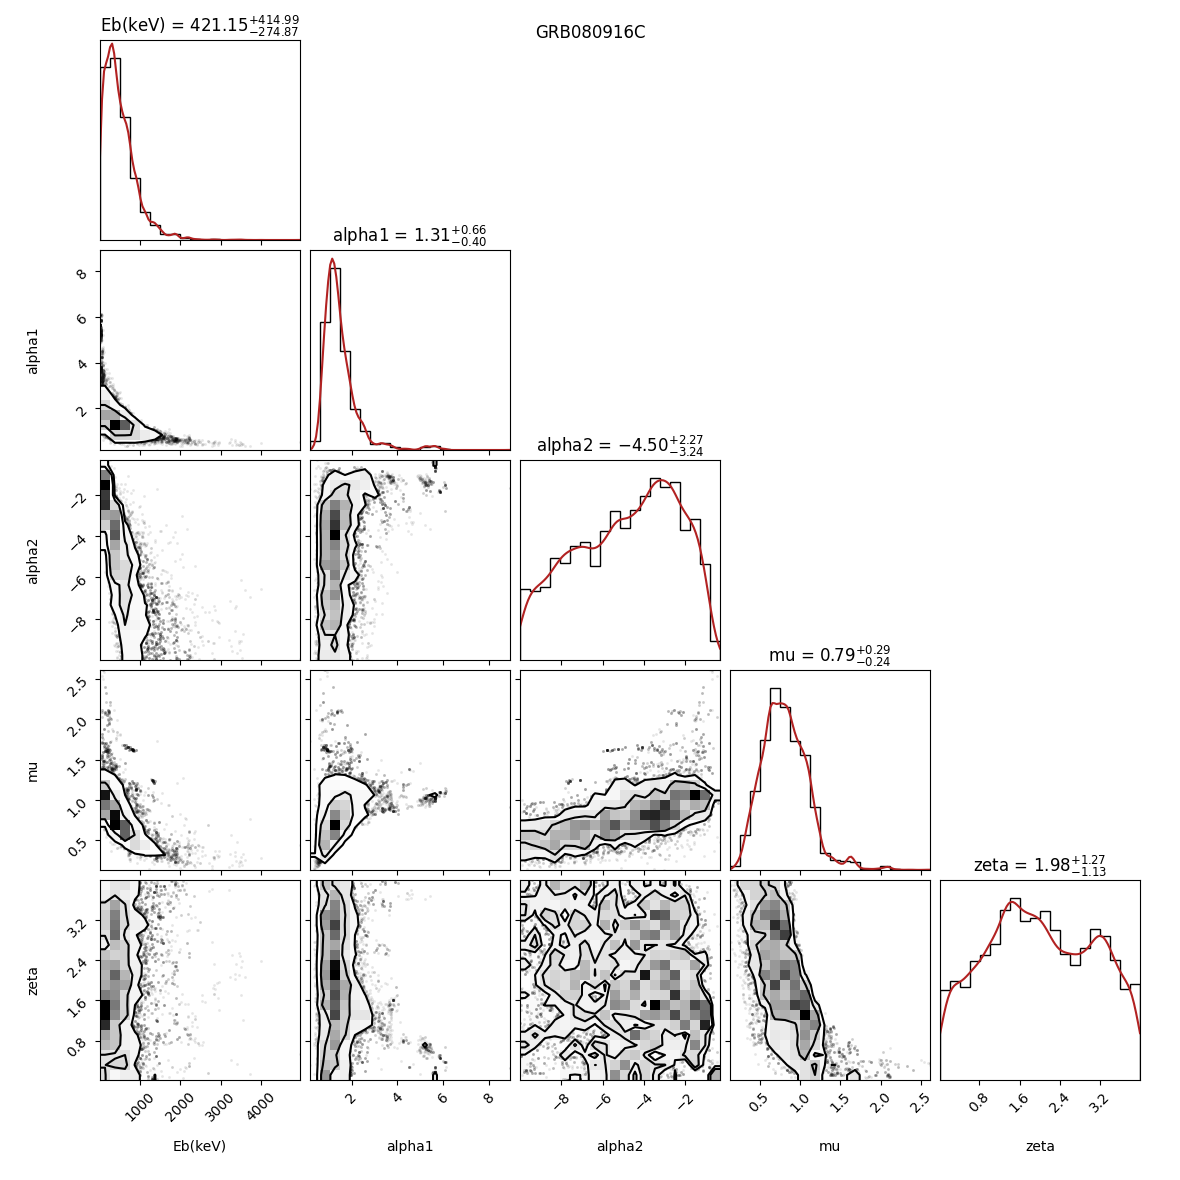 Eb(keV) = 421.15+414.99−274.87
GRB080916C
alpha1 = 1.31+0.66−0.40
8
6
4
2
alpha1
alpha2 = −4.50+2.27−3.24
−2
−4
−6
−8
alpha2
mu = 0.79+0.29−0.24
2.5
2.0
1.5
1.0
0.5
mu
zeta = 1.98+1.27−1.13
3.2
2.4
1.6
0.8
zeta
1000 2000 3000 4000
2 4 6 8
−8 −6 −4 −2
0.5 1.0 1.5 2.0 2.5
0.8 1.6 2.4 3.2
Eb(keV) alpha1 alpha2 mu zeta